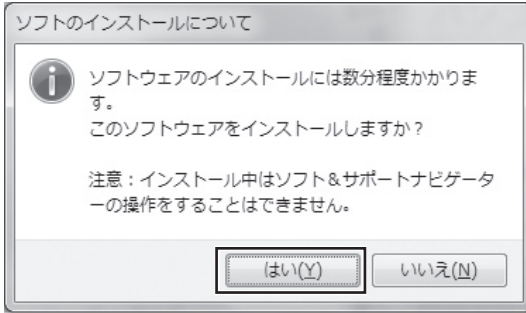 ソフトのインストールについて
ソフトウェアのインストールには数分程度かかりま
す。
このソフトウェアをインストールしますか？
注意：インストール中はソフト＆サポートナビゲータ
ーの操作をすることはできません。
はい(Y)
いいえ(N)